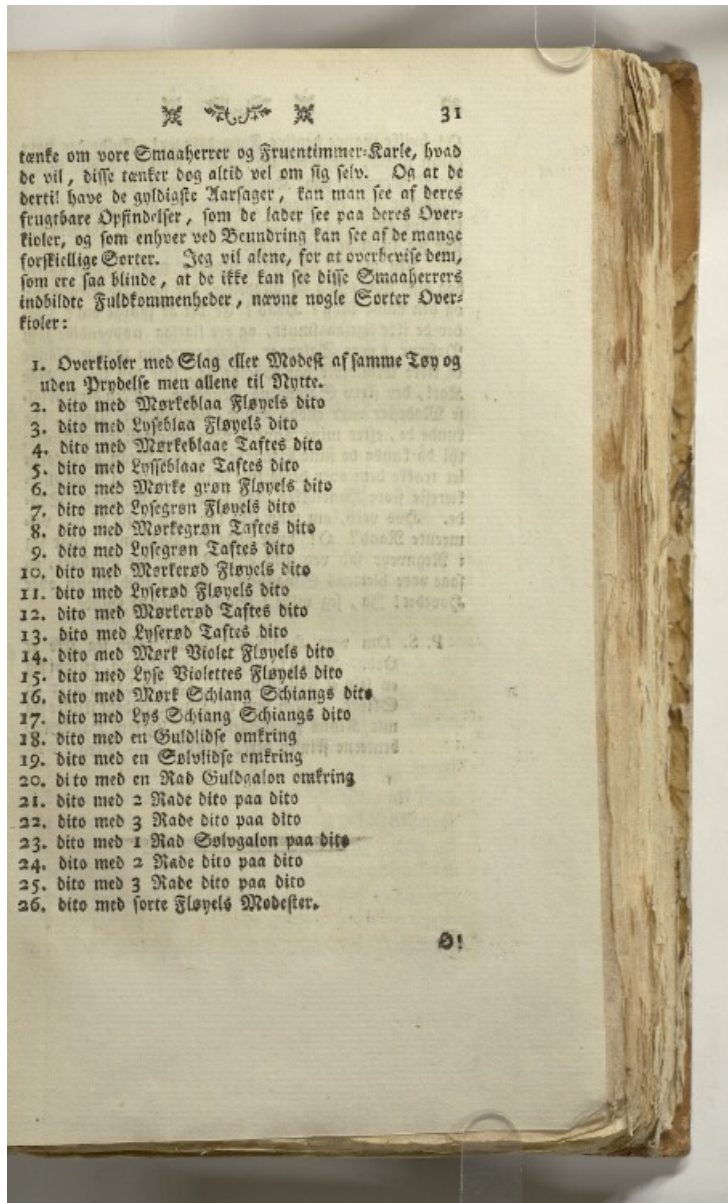 31
tænke om vore Smaaherrer og Fruentimmer-Karle, hvad
de vil, disse tænker dog altid vel om sig selv. Og at de
dertil have de gyldigste Aarsager, kan man see af deres
frugtbare Opfindelser, som de lader see paa deres Over-
kioler, og som enhver ved Beundring kan see af de mange
forskiellige Sorter. Jeg vil alene, for at overbevise dem,
som ere saa blinde, at de ikke kan see disse Smaaherrers
indbildte Fuldkommenheder, nævne nogle Sorter Over-
kioler:
1. Overkioler med Slag eller Modest af samme Tøy og
uden Prydelse men allene til Nytte.
2. dito med Mørkeblaa Fløyels dito
3. dito med Lyseblaa Fløyels dito
4. dito med Mørkeblaae Taftes dito
5. dito med Lysseblaae Taftes dito
6. dito med Mørke grøn Fløyels dito
7. dito med Lysegrøn Fløyels dito
8. dito med Mørkegrøn Taftes dito
9. dito med Lysegrøn Taftes dito
10. dito med Mørkerød Fløyels dito
11. dito med Lyserød Fløyels dito
12. dito med Mørkerød Taftes dito
13. dito med Lyserød Taftes dito
14. dito med Mørk Violet Fløyels dito
15. dito med Lyse Violettes Fløyels dito
16. dito med Mørk Schiang Schiangs dito
17. dito med Lys Schiang Schiangs dito
18. dito med en Guldlidse omkring
19. dito med en Sølvlidse omkring
20. dito med en Rad Guldgalon omkring
21. dito med 2 Rade dito paa dito
22. dito med 3 Rade dito paa dito
23. dito med 1 Rad Sølvgalon paa dito
24. dito med 2 Rade dito paa dito
25. dito med 3 Rade dito paa dito
26. dito med sorte Fløyels Modester.
O!